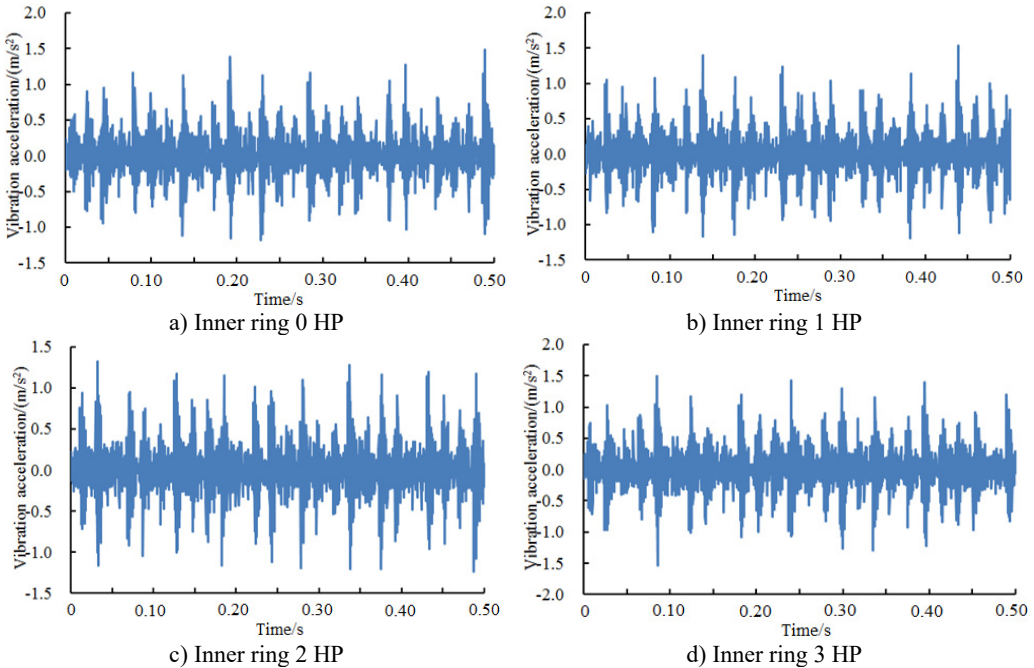 2.0
1.5
1.0
0.5
0.0
-0.5
-1.0
-1.5
Vibration acceleration/(m/s²)
0 0.10 0.20 0.30 0.40 0.50
Time/s
a) Inner ring 0 HP
2.0
1.5
1.0
0.5
0.0
-0.5
-1.0
-1.5
Vibration acceleration/(m/s²)
0 0.10 0.20 0.30 0.40 0.50
Time/s
b) Inner ring 1 HP
1.5
1.0
0.5
0.0
-0.5
-1.0
-1.5
Vibration acceleration/(m/s²)
0 0.10 0.20 0.30 0.40 0.50
Time/s
c) Inner ring 2 HP
2.0
1.5
1.0
0.5
0.0
-0.5
-1.0
-1.5
-2.0
Vibration acceleration/(m/s²)
0 0.10 0.20 0.30 0.40 0.50
Time/s
d) Inner ring 3 HP